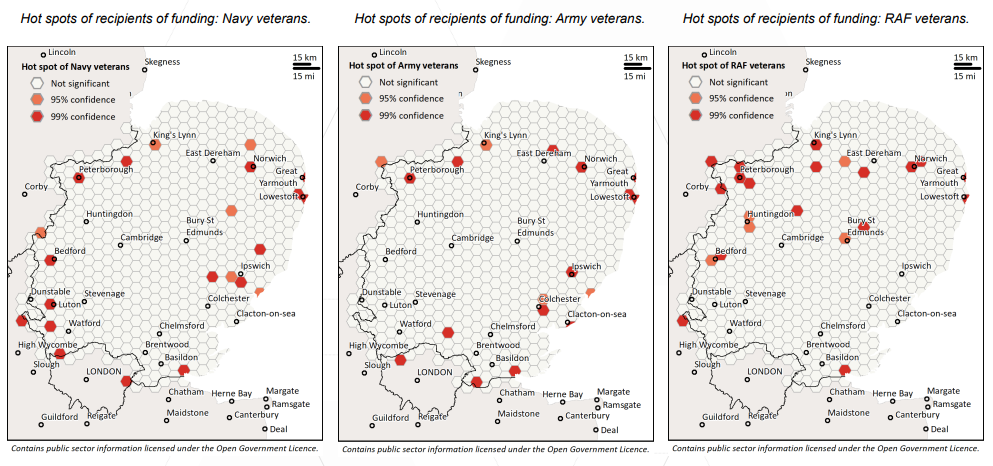 Hot spots of recipients of funding: Navy veterans.
Lincoln
Skegness
15 km
15 mi
Hot spot of Navy veterans
Not significant
95% confidence
99% confidence
King's Lynn
East Dereham
Norwich
Peterborough
Great
Yarmouth
Corby
Lowestoft
Huntingdon
Bury St
Edmunds
Cambridge
Bedford
Ipswich
Dunstable
Luton
Stevenage
Colchester
Clacton-on-sea
Watford
Chelmsford
High Wycombe
Brentwood
Slough
Basildon
LONDON
Chatham
Herne Bay
Margate
Ramsgate
Guildford
Reigate
Maidstone
Canterbury
Deal
Contains public sector information licensed under the Open Government Licence.
Hot spots of recipients of funding: Army veterans.
Lincoln
Skegness
15 km
15 mi
Hot spot of Army veterans
Not significant
95% confidence
99% confidence
King's Lynn
East Dereham
Norwich
Peterborough
Great
Yarmouth
Corby
Lowestoft
Huntingdon
Bury St
Edmunds
Cambridge
Bedford
Ipswich
Dunstable
Luton
Stevenage
Colchester
Clacton-on-sea
Watford
Chelmsford
High Wycombe
Brentwood
Slough
Basildon
LONDON
Chatham
Herne Bay
Margate
Ramsgate
Guildford
Reigate
Maidstone
Canterbury
Deal
Contains public sector information licensed under the Open Government Licence.
Hot spots of recipients of funding: RAF veterans.
Lincoln
Skegness
15 km
15 mi
Hot spot of RAF veterans
Not significant
95% confidence
99% confidence
King's Lynn
East Dereham
Norwich
Peterborough
Great
Yarmouth
Corby
Lowestoft
Huntingdon
Bury St
Edmunds
Cambridge
Bedford
Ipswich
Dunstable
Luton
Stevenage
Colchester
Clacton-on-sea
Watford
Chelmsford
High Wycombe
Brentwood
Slough
Basildon
LONDON
Chatham
Herne Bay
Margate
Ramsgate
Guildford
Reigate
Maidstone
Canterbury
Deal
Contains public sector information licensed under the Open Government Licence.